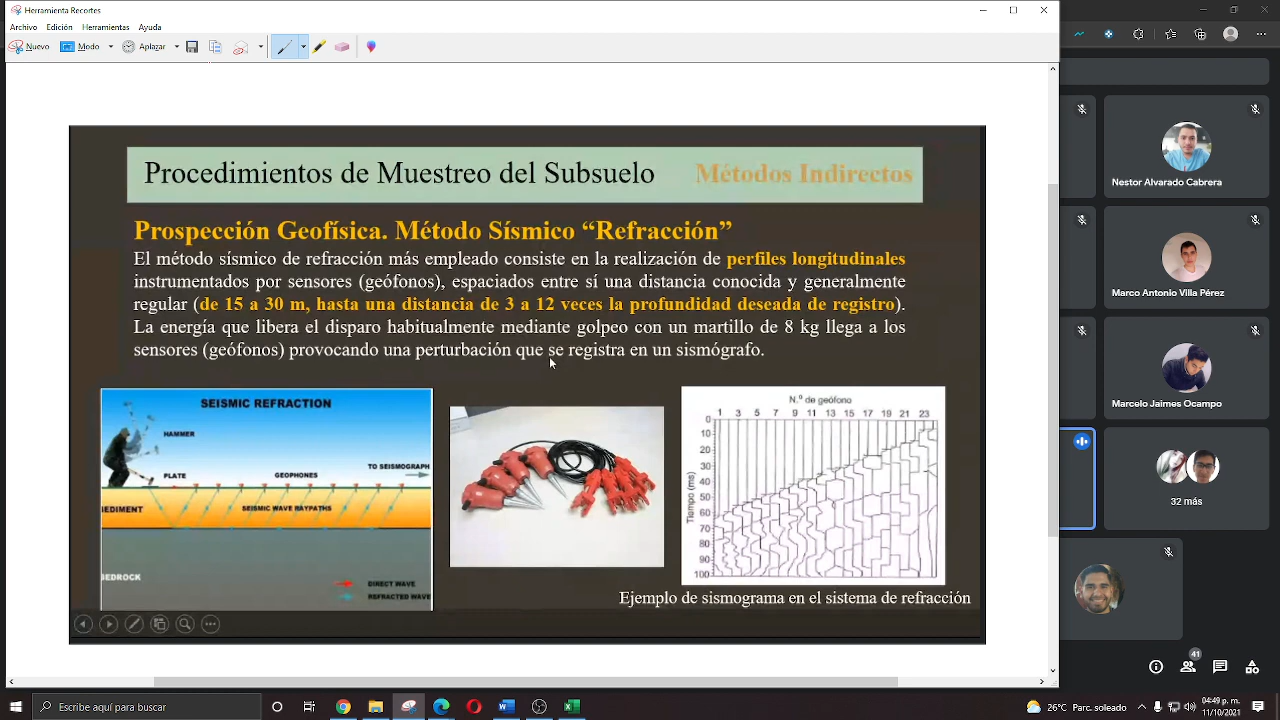 Herramienta Recortes
Archivo Edición Herramientas Ayuda
Nuevo Modo Apagar
Procedimientos de Muestreo del Subsuelo Métodos Indirectos
Prospección Geofísica. Método Sísmico “Refracción”
El método sísmico de refracción más empleado consiste en la realización de perfiles longitudinales
instrumentados por sensores (geófonos), espaciados entre sí una distancia conocida y generalmente
regular (de 15 a 30 m, hasta una distancia de 3 a 12 veces la profundidad deseada de registro).
La energía que libera el disparo habitualmente mediante golpeo con un martillo de 8 kg llega a los
sensores (geófonos) provocando una perturbación que se registra en un sismógrafo.
SEISMIC REFRACTION
HAMMER
TO SEISMOGRAPH
PLATE GEOPHONES
SEDIMENT SEISMIC WAVE RAYPATHS
BEDROCK
DIRECT WAVE
REFRACTED WAVE
N.º de geófono
1 3 5 7 9 11 13 15 17 19 21 23
Tiempo (ms)
0
10
20
30
40
50
60
70
80
90
100
Ejemplo de sismograma en el sistema de refracción
Nestor Alvarado Cabrera
Marco Antonio Villa
Marcelo Jaimes Ocampo
2 más
41
Escribe aquí para buscar
04:49 p. m.
11/10/2021